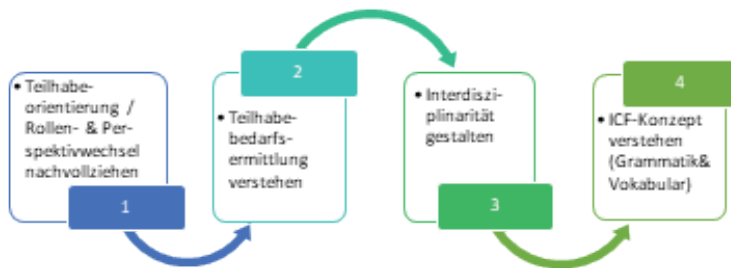 • Teilhabe-
orientierung /
Rollen- & Per-
spektivwechsel
nachvollziehen
1
2
• Teilhabe-
bedarfs-
ermittlung
verstehen
• Interdiszi-
plinarität
gestalten
3
4
• ICF-Konzept
verstehen
(Grammatik&
Vokabular)